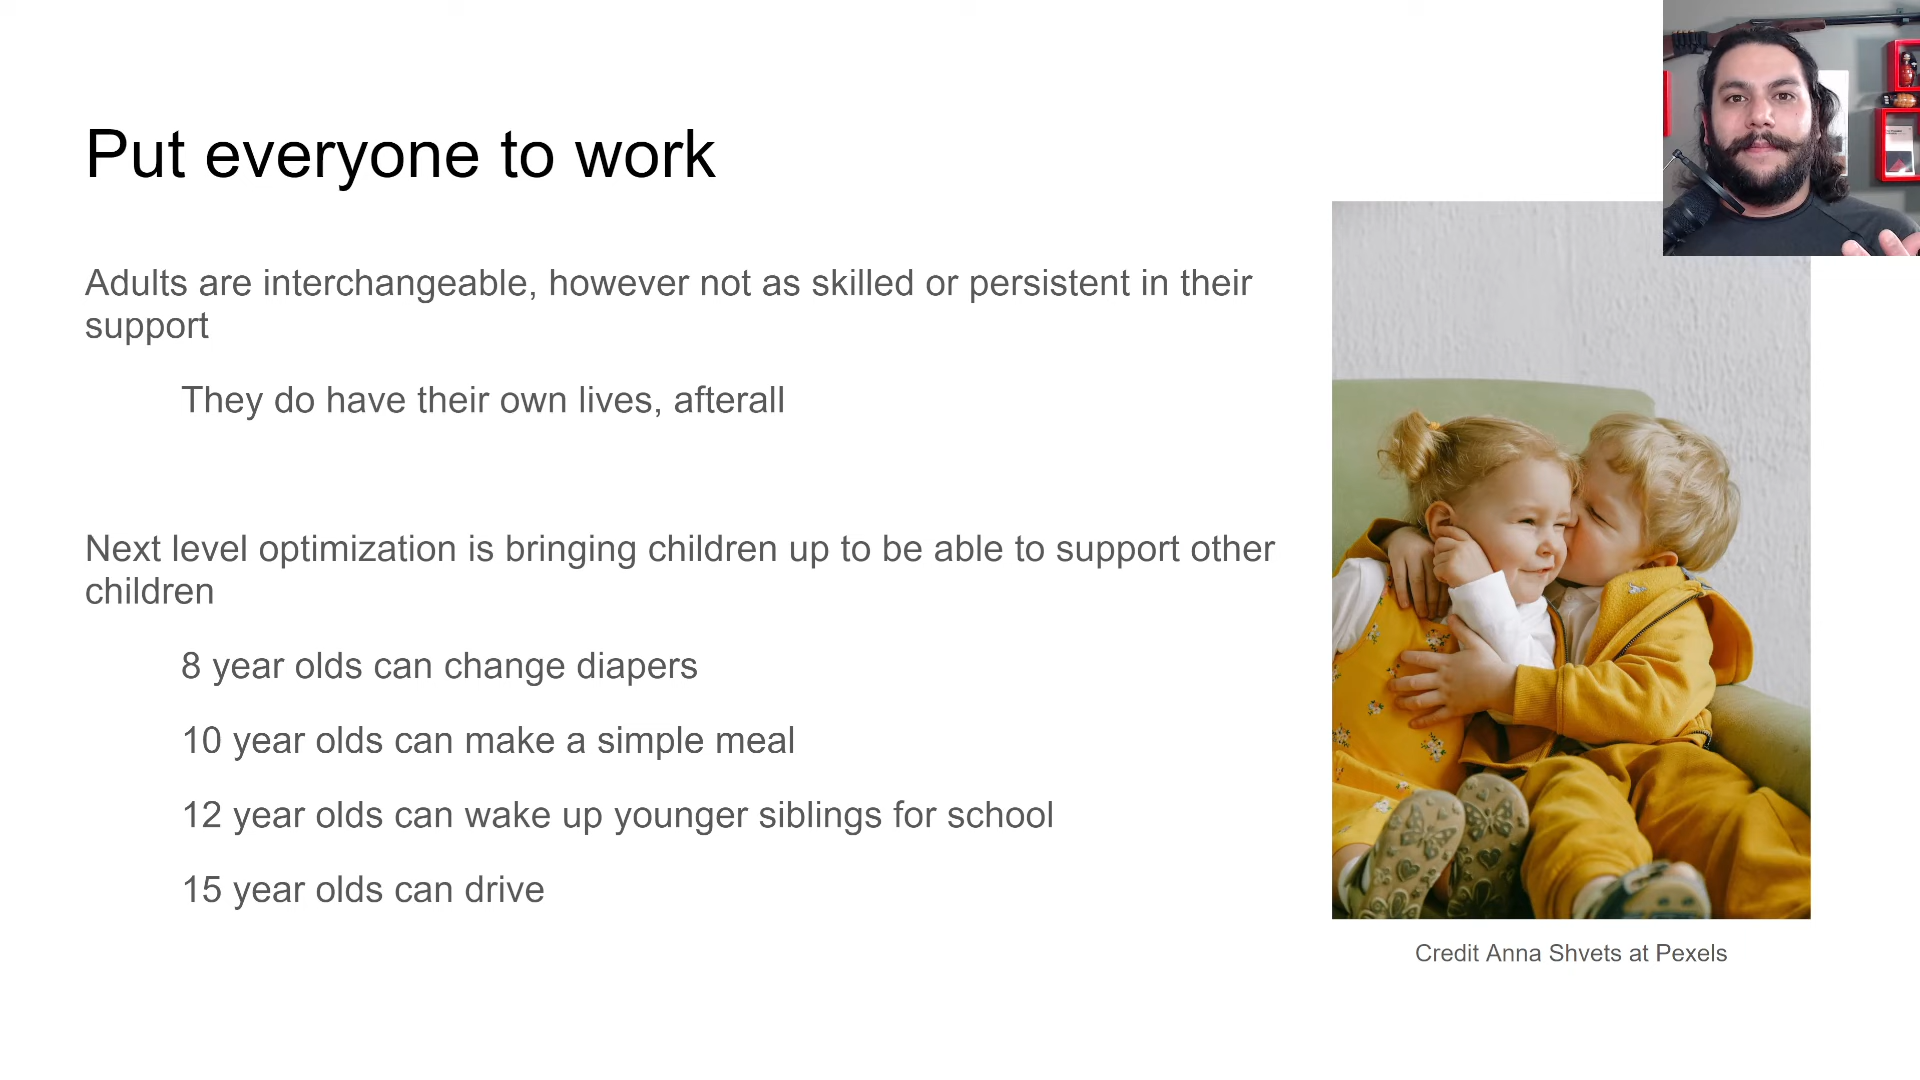 Put everyone to work
Adults are interchangeable, however not as skilled or persistent in their
support
They do have their own lives, afterall
Next level optimization is bringing children up to be able to support other
children
8 year olds can change diapers
10 year olds can make a simple meal
12 year olds can wake up younger siblings for school
15 year olds can drive
Credit Anna Shvets at Pexels